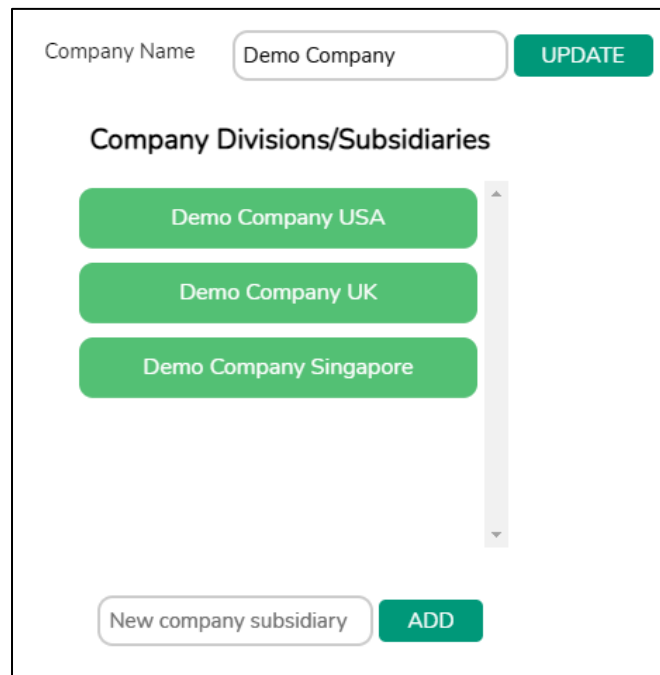 Company Name Demo Company UPDATE
Company Divisions/Subsidiaries
Demo Company USA
Demo Company UK
Demo Company Singapore
New company subsidiary ADD